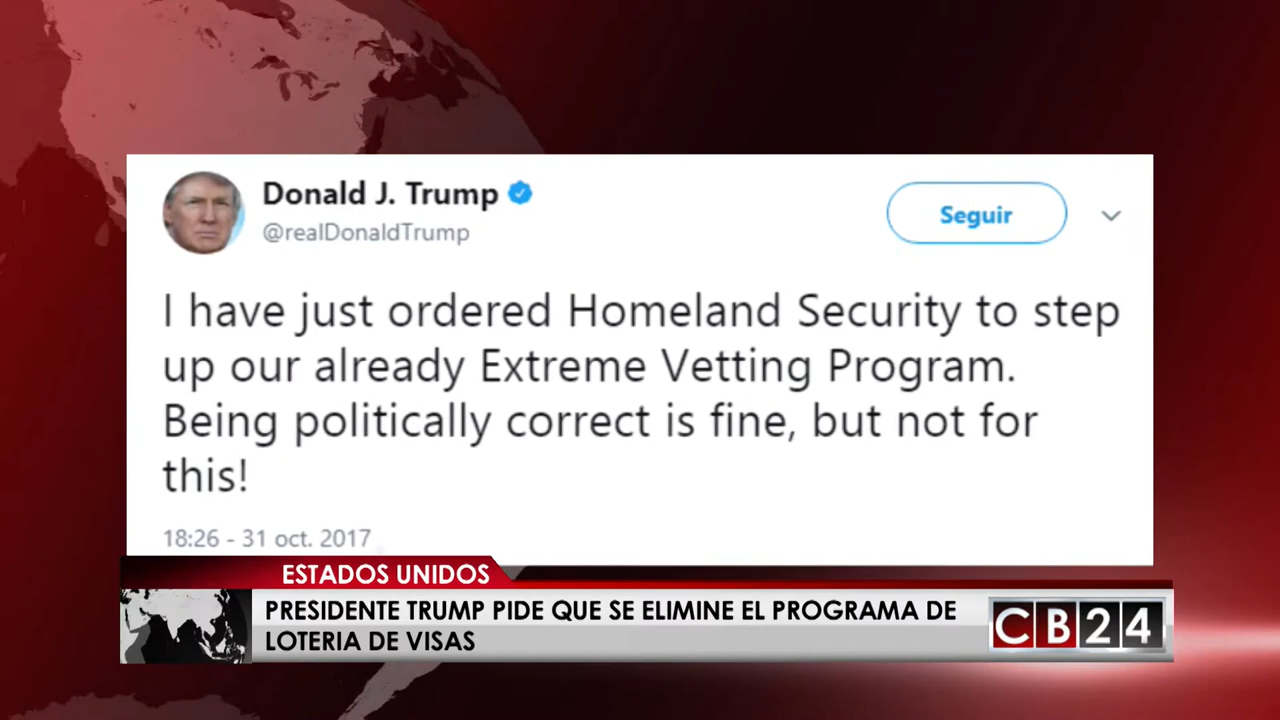 Donald J. Trump
@realDonaldTrump
Seguir
I have just ordered Homeland Security to step
up our already Extreme Vetting Program.
Being politically correct is fine, but not for
this!
18:26 - 31 oct. 2017
ESTADOS UNIDOS
PRESIDENTE TRUMP PIDE QUE SE ELIMINE EL PROGRAMA DE
LOTERIA DE VISAS
CB24